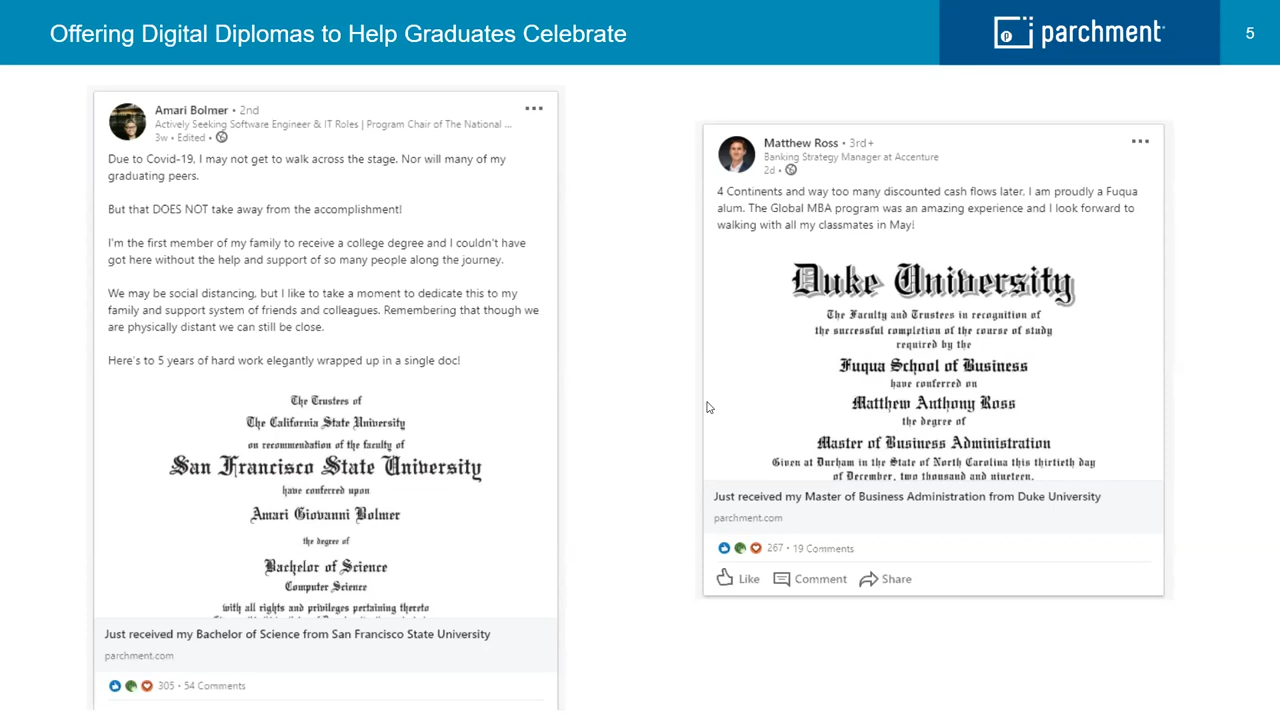 Offering Digital Diplomas to Help Graduates Celebrate
parchment
5
Amari Bolmer • 2nd
Actively Seeking Software Engineer & IT Roles | Program Chair of The National ...
3w • Edited •
Due to Covid-19, I may not get to walk across the stage. Nor will many of my
graduating peers.
But that DOES NOT take away from the accomplishment!
I'm the first member of my family to receive a college degree and I couldn't have
got here without the help and support of so many people along the journey.
We may be social distancing, but I like to take a moment to dedicate this to my
family and support system of friends and colleagues. Remembering that though we
are physically distant we can still be close.
Here's to 5 years of hard work elegantly wrapped up in a single doc!
The Trustees of
The California State University
on recommendation of the faculty of
San Francisco State University
have conferred upon
Amari Giovanni Bolmer
the degree of
Bachelor of Science
Computer Science
with all rights and privileges pertaining thereto
Just received my Bachelor of Science from San Francisco State University
parchment.com
305 • 54 Comments
Matthew Ross • 3rd+
Banking Strategy Manager at Accenture
2d •
4 Continents and way too many discounted cash flows later, I am proudly a Fuqua
alum. The Global MBA program was an amazing experience and I look forward to
walking with all my classmates in May!
Duke University
The Faculty and Trustees in recognition of
the successful completion of the course of study
required by the
Fuqua School of Business
have conferred on
Matthew Anthony Ross
the degree of
Master of Business Administration
Given at Durham in the State of North Carolina this thirtieth day
of December, two thousand and nineteen.
Just received my Master of Business Administration from Duke University
parchment.com
267 • 19 Comments
Like Comment Share